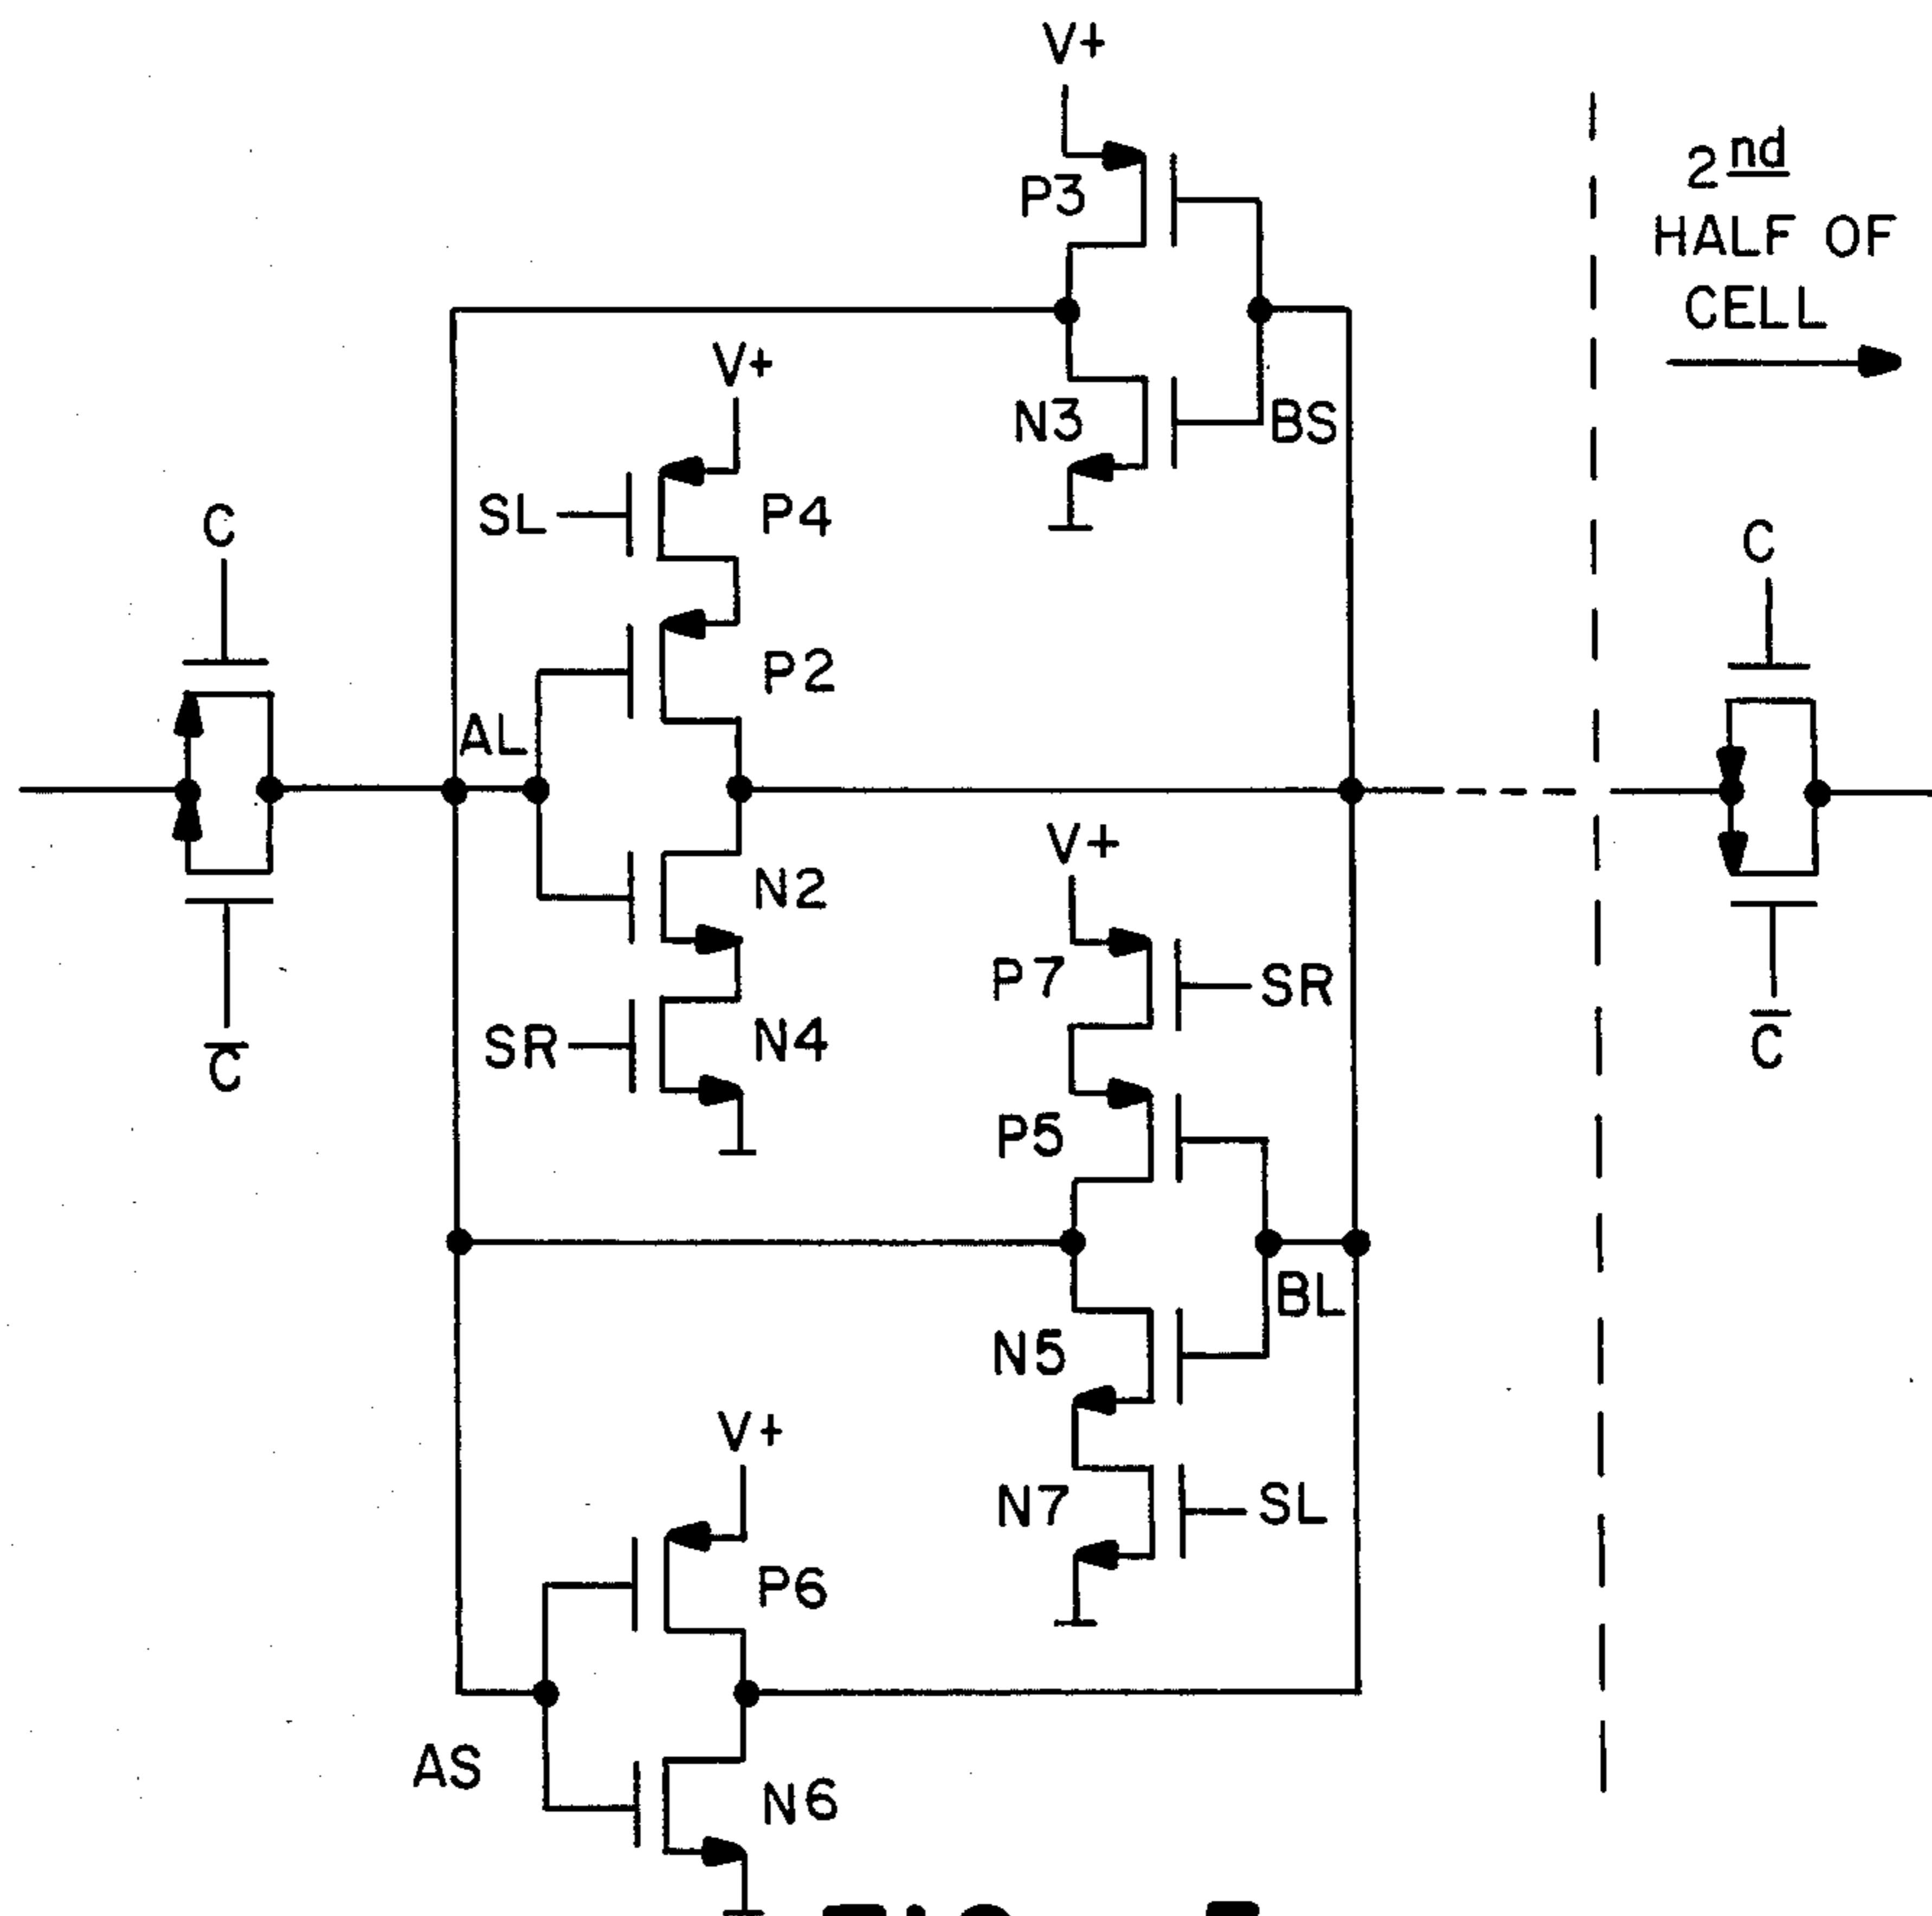 V+
2nd
HALF OF
CELL
P3
V+
N3
BS
SL
P4
C
C
P2
AL
V+
N2
P7
SR
SR
N4
C̅
C̅
P5
BL
N5
V+
N7
SL
P6
AS
N6